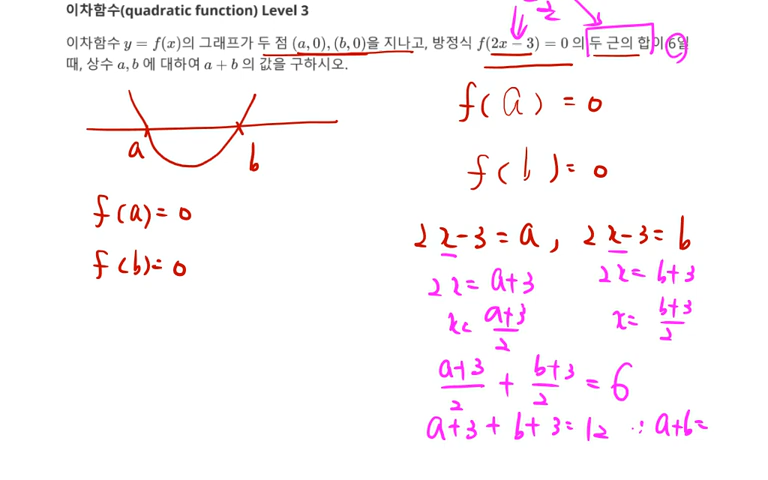 이차함수(quadratic function) Level 3
이차함수 y = f(x)의 그래프가 두 점 (a, 0), (b, 0)을 지나고, 방정식 f(2x − 3) = 0 의 두 근의 합이 6일
때, 상수 a, b 에 대하여 a + b 의 값을 구하시오.
a
b
f(a)=0
f(b)=0
f(a) = 0
f(b) = 0
2x-3=a, 2x-3=b
2x= a+3
2x= b+3
x= a+3/2
x= b+3/2
a+3/2 + b+3/2 = 6
a+3+b+3=12 ∴ a+b=